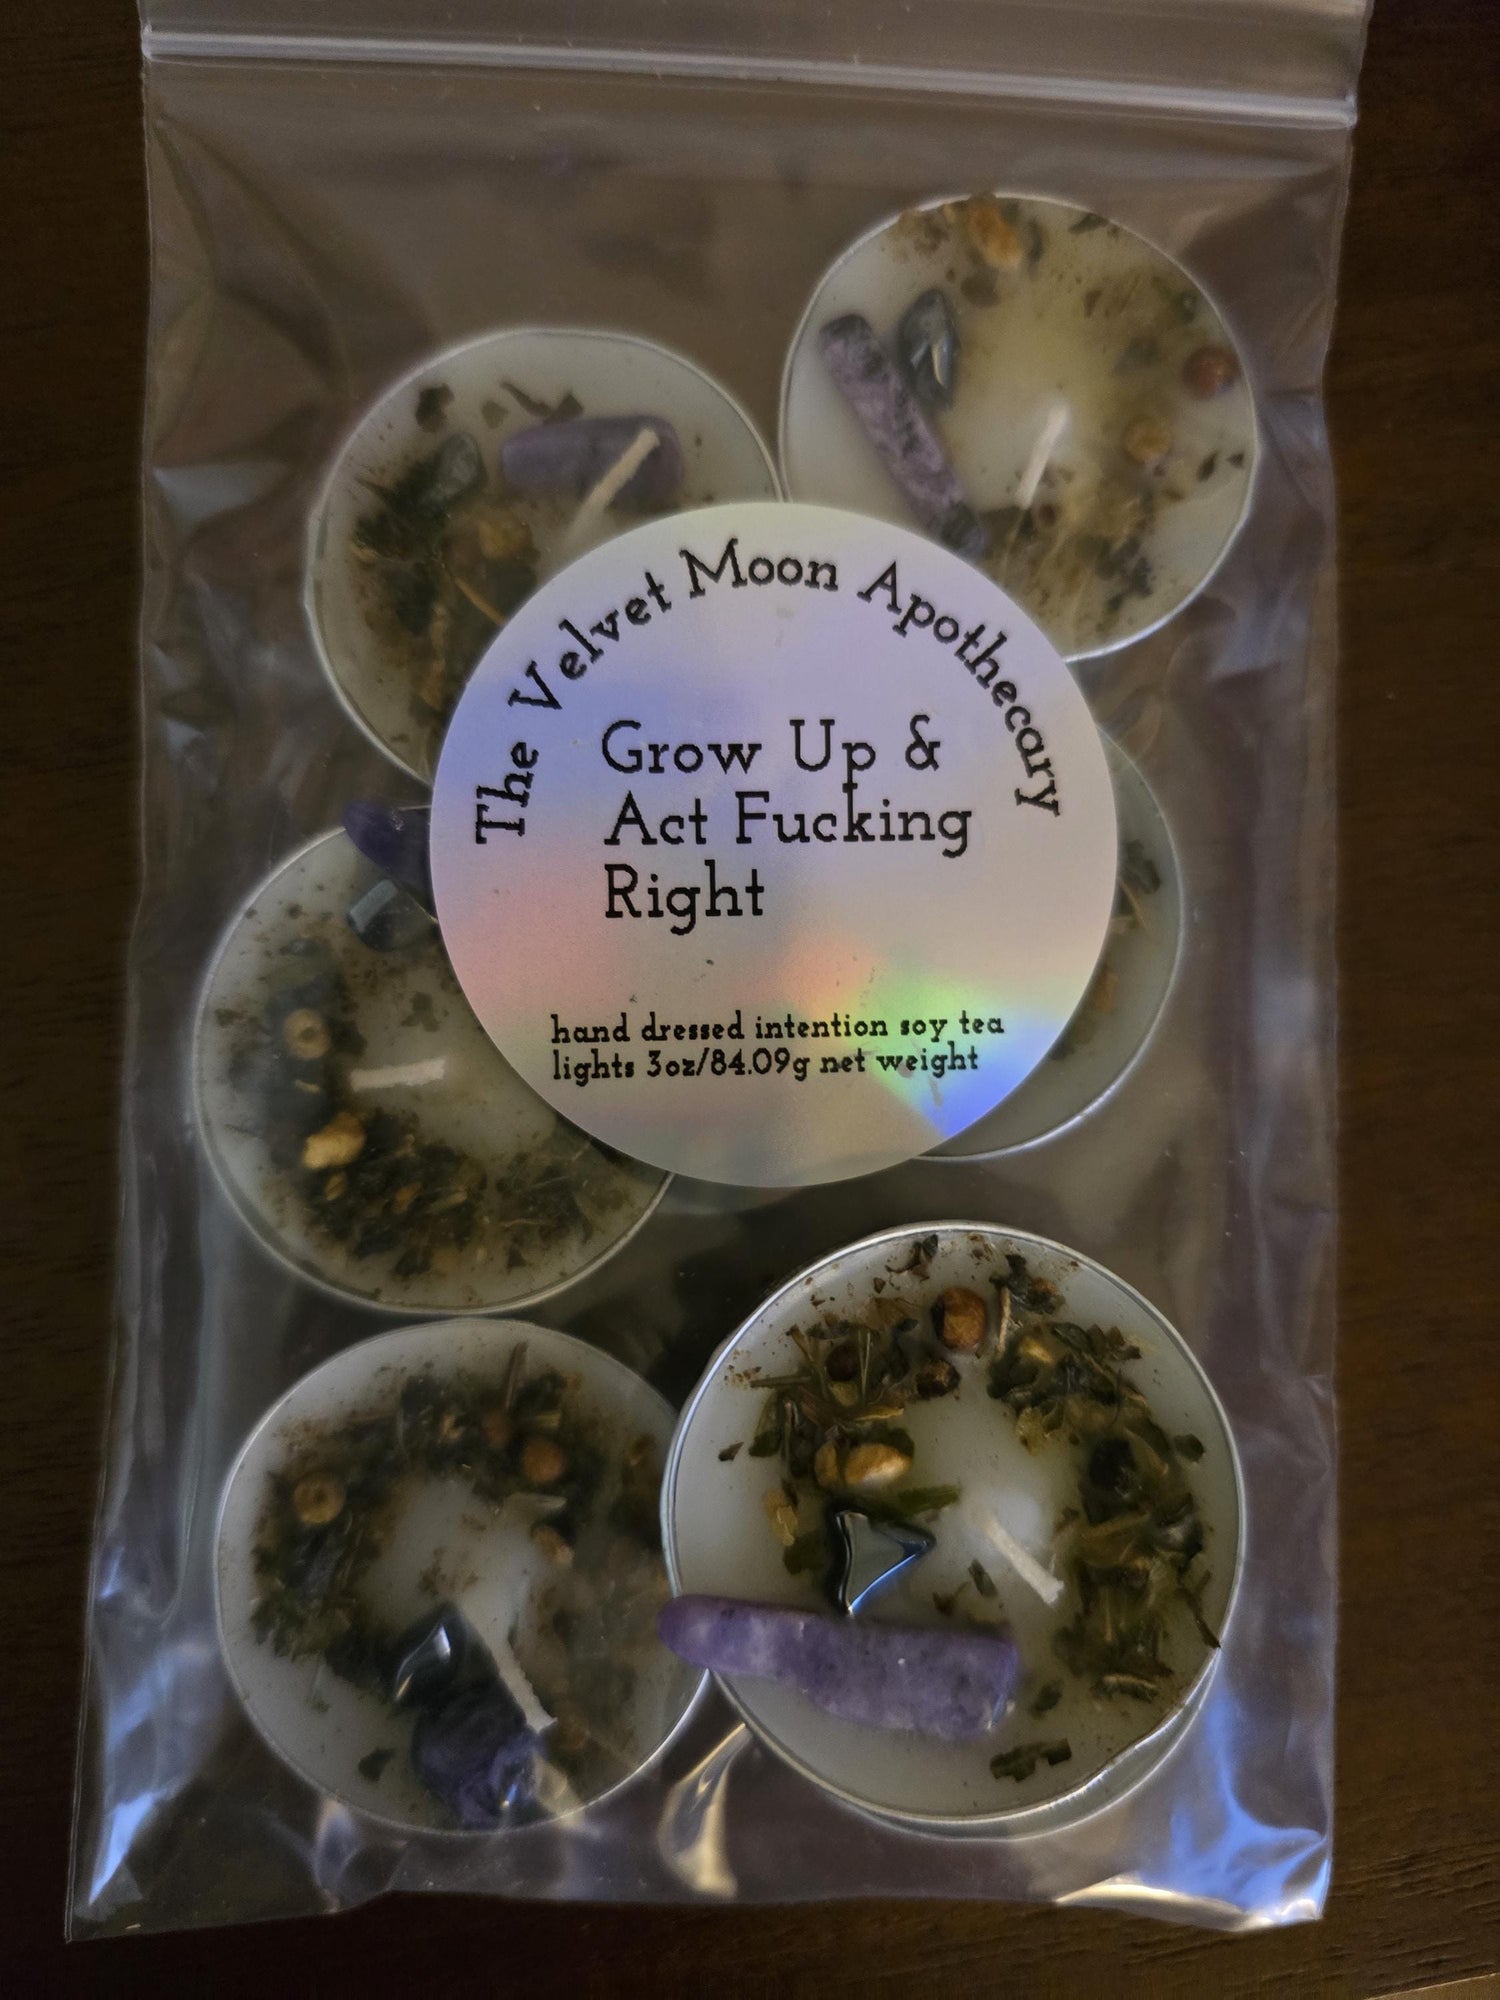 The Velvet Moon Apothecary
Grow Up &
Act Fucking
Right
hand dressed intention soy tea
lights 3oz/84.09g net weight